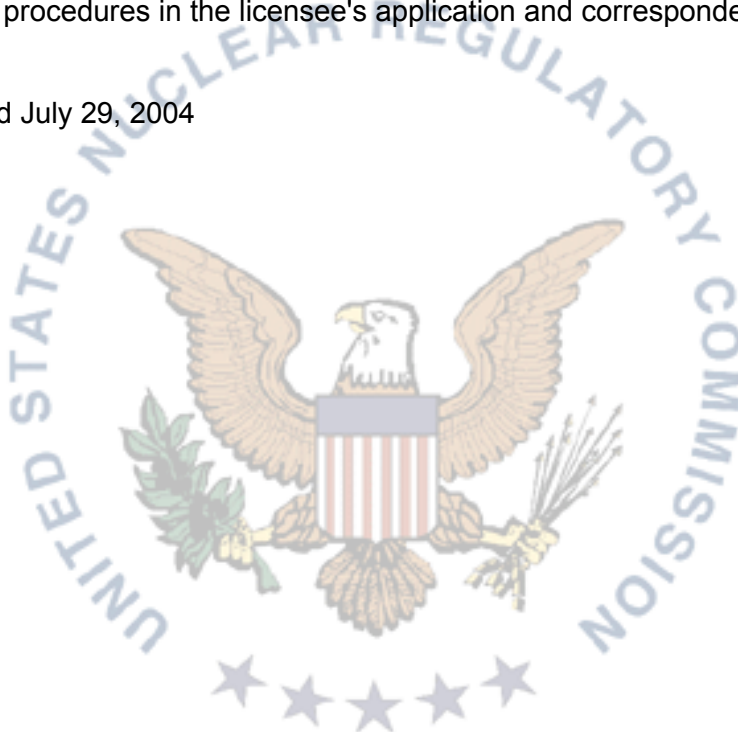 procedures in the licensee's application and corresponde
d July 29, 2004
UNITED STATES NUCLEAR REGULATORY COMMISSION